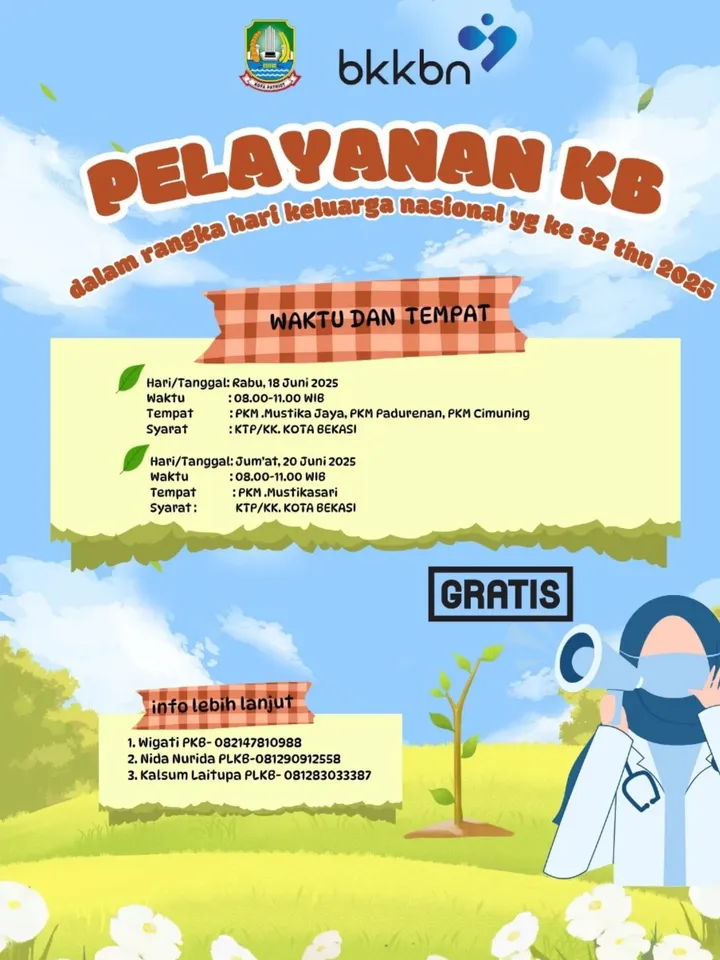 KOTA PATRIOT
bkkbn
PELAYANAN KB
dalam rangka hari keluarga nasional yg ke 32 thn 2025
WAKTU DAN TEMPAT
Hari/Tanggal: Rabu, 18 Juni 2025
Waktu : 08.00-11.00 WIB
Tempat : PKM .Mustika Jaya, PKM Padurenan, PKM Cimuning
Syarat : KTP/KK. KOTA BEKASI
Hari/Tanggal: Jum'at, 20 Juni 2025
Waktu : 08.00-11.00 WIB
Tempat : PKM .Mustikasari
Syarat : KTP/KK. KOTA BEKASI
GRATIS
info lebih lanjut
1. Wigati PKB- 082147810988
2. Nida Nurida PLKB-081290912558
3. Kalsum Laitupa PLKB- 081283033387